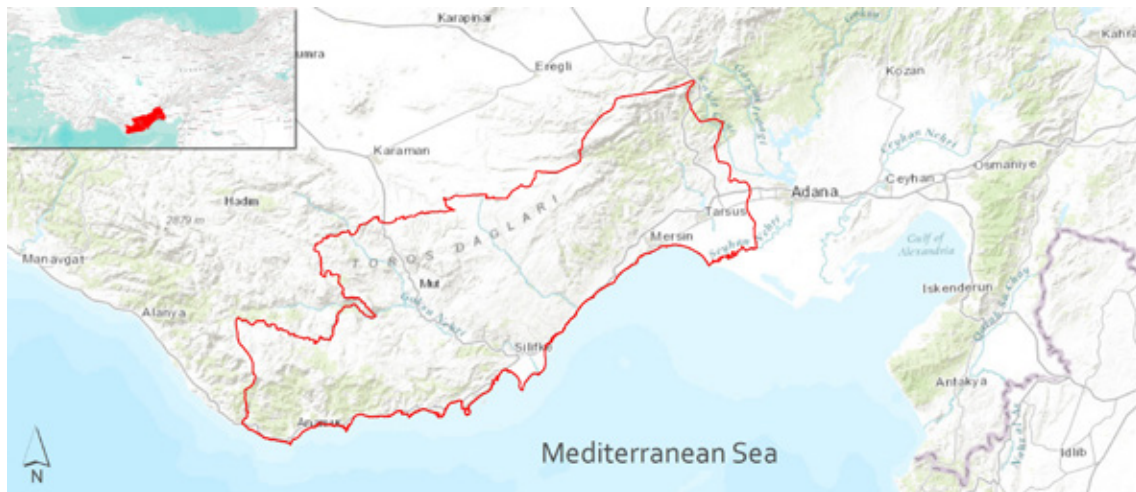 Karapinar
umra
Eregli
Kozan
Kahra
Karaman
Hadim
2879 m
Manavgat
Alanya
TOROS DAGLARI
Mut
Goksu Nehri
Silifke
Anamur
Mersin
Tarsus
Seyhan Nehri
Adana
Ceyhan Nehri
Ceyhan
Osmaniye
Gulf of
Alexandria
Iskenderun
Antakya
Idlib
Mediterranean Sea
N